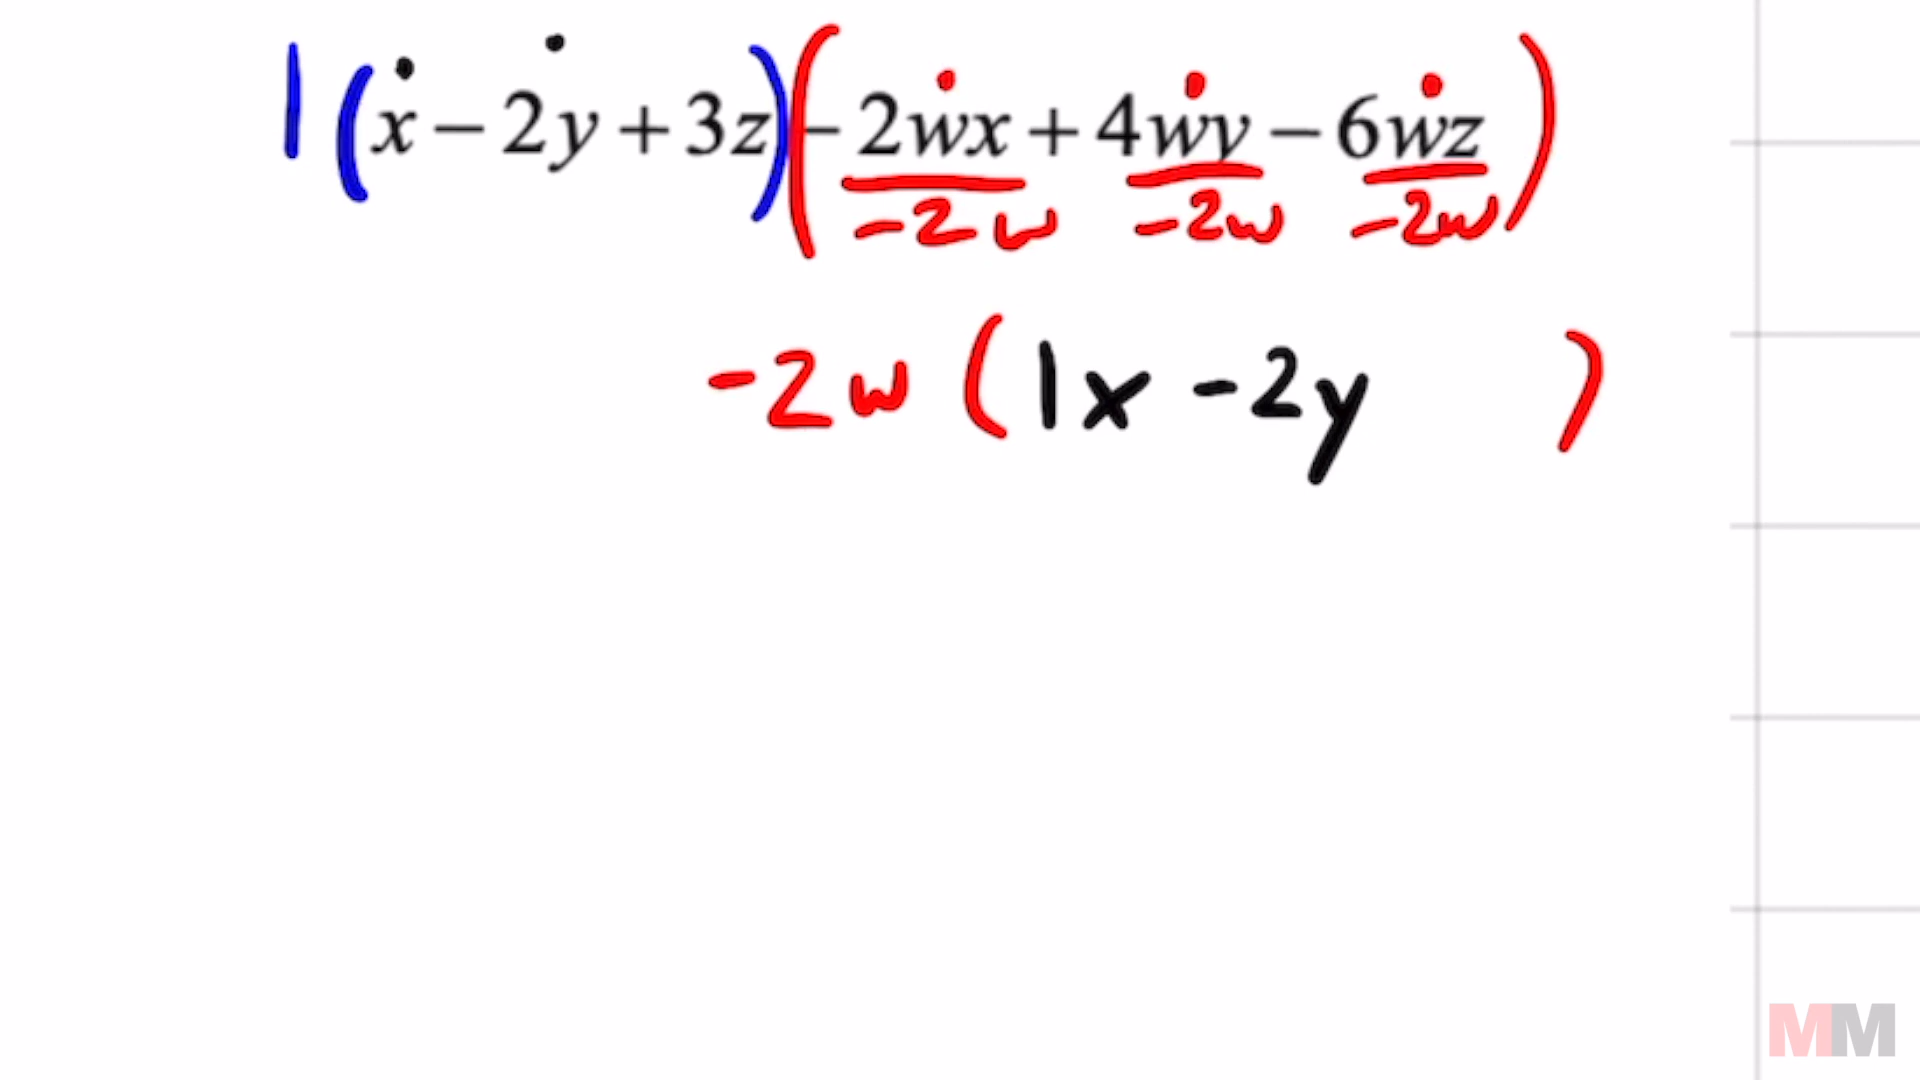 1 (x − 2y + 3z)(− 2wx + 4wy − 6wz)
-2w -2w -2w
-2w ( 1x -2y )
MM